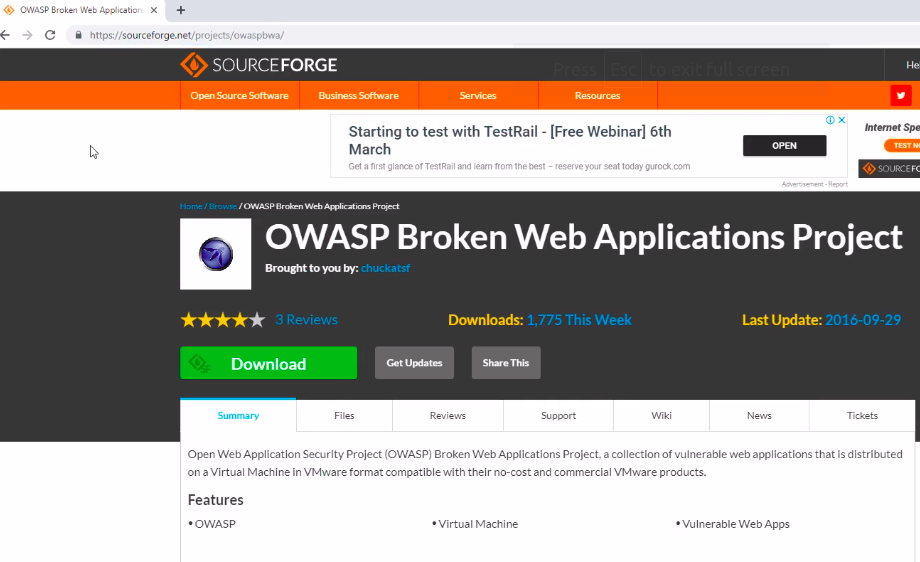 OWASP Broken Web Application
https://sourceforge.net/projects/owaspbwa/
SOURCEFORGE
Press Esc to exit full screen
Hel
Open Source Software Business Software Services Resources
Starting to test with TestRail - [Free Webinar] 6th
March
Get a first glance of TestRail and learn from the best – reserve your seat today gurock.com
OPEN
Advertisement - Report
Internet Spe
TEST N
SOURCEFO
Home / Browse / OWASP Broken Web Applications Project
OWASP Broken Web Applications Project
Brought to you by: chuckatsf
3 Reviews Downloads: 1,775 This Week Last Update: 2016-09-29
SF Download Get Updates Share This
Summary Files Reviews Support Wiki News Tickets
Open Web Application Security Project (OWASP) Broken Web Applications Project, a collection of vulnerable web applications that is distributed
on a Virtual Machine in VMware format compatible with their no-cost and commercial VMware products.
Features
• OWASP • Virtual Machine • Vulnerable Web Apps